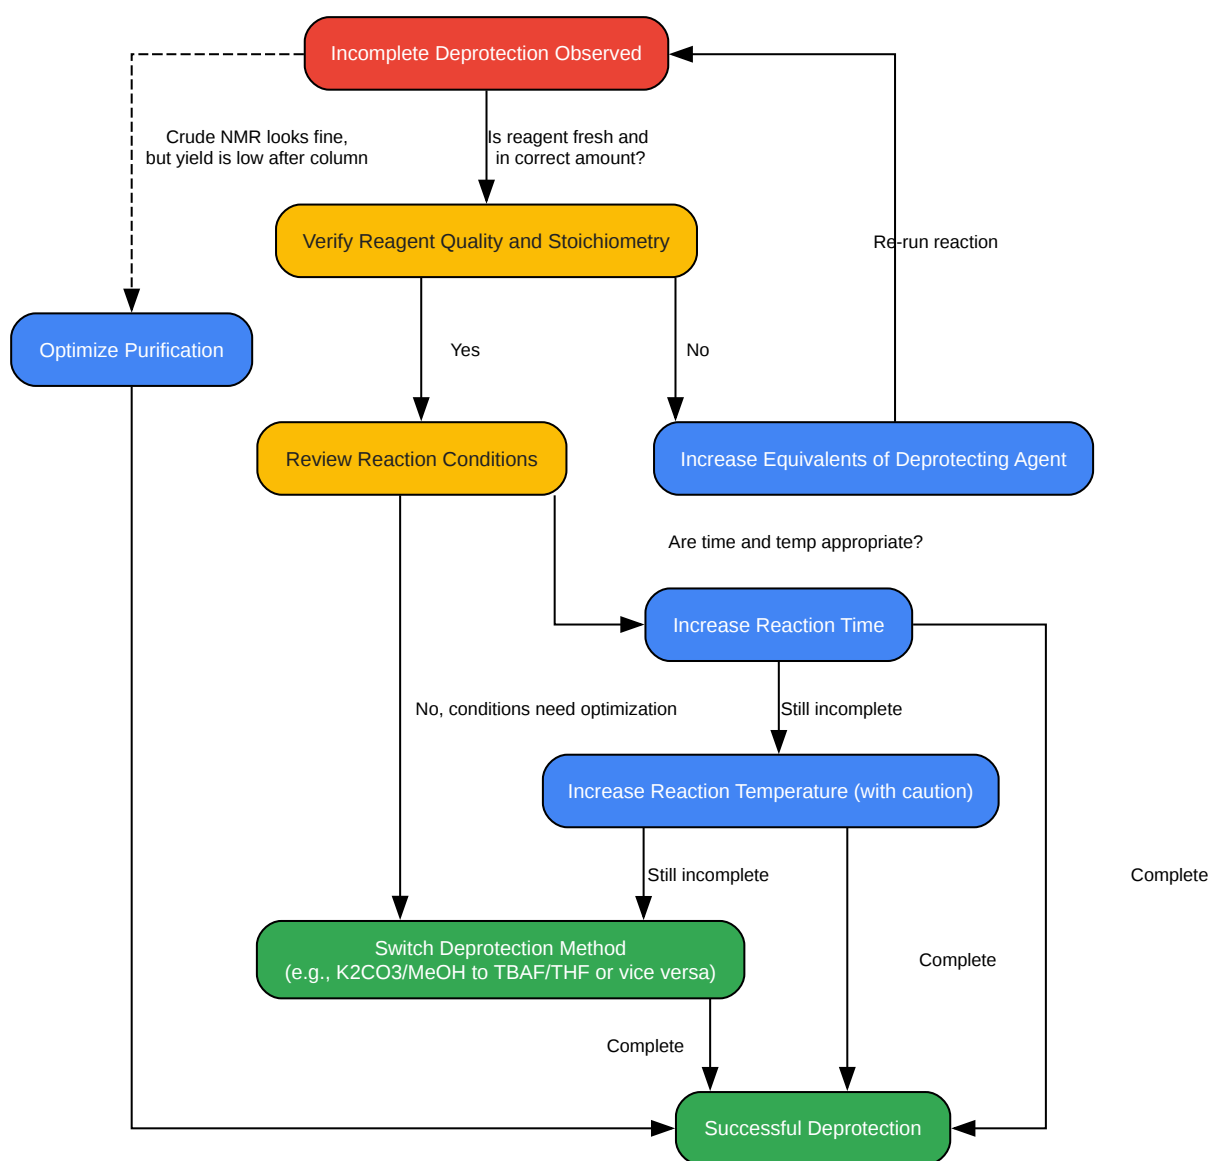 Incomplete Deprotection Observed
Crude NMR looks fine,
but yield is low after column
Is reagent fresh and
in correct amount?
Verify Reagent Quality and Stoichiometry
Re-run reaction
Optimize Purification
Yes
No
Review Reaction Conditions
Increase Equivalents of Deprotecting Agent
Are time and temp appropriate?
Increase Reaction Time
No, conditions need optimization
Still incomplete
Increase Reaction Temperature (with caution)
Still incomplete
Complete
Switch Deprotection Method
(e.g., K2CO3/MeOH to TBAF/THF or vice versa)
Complete
Complete
Successful Deprotection